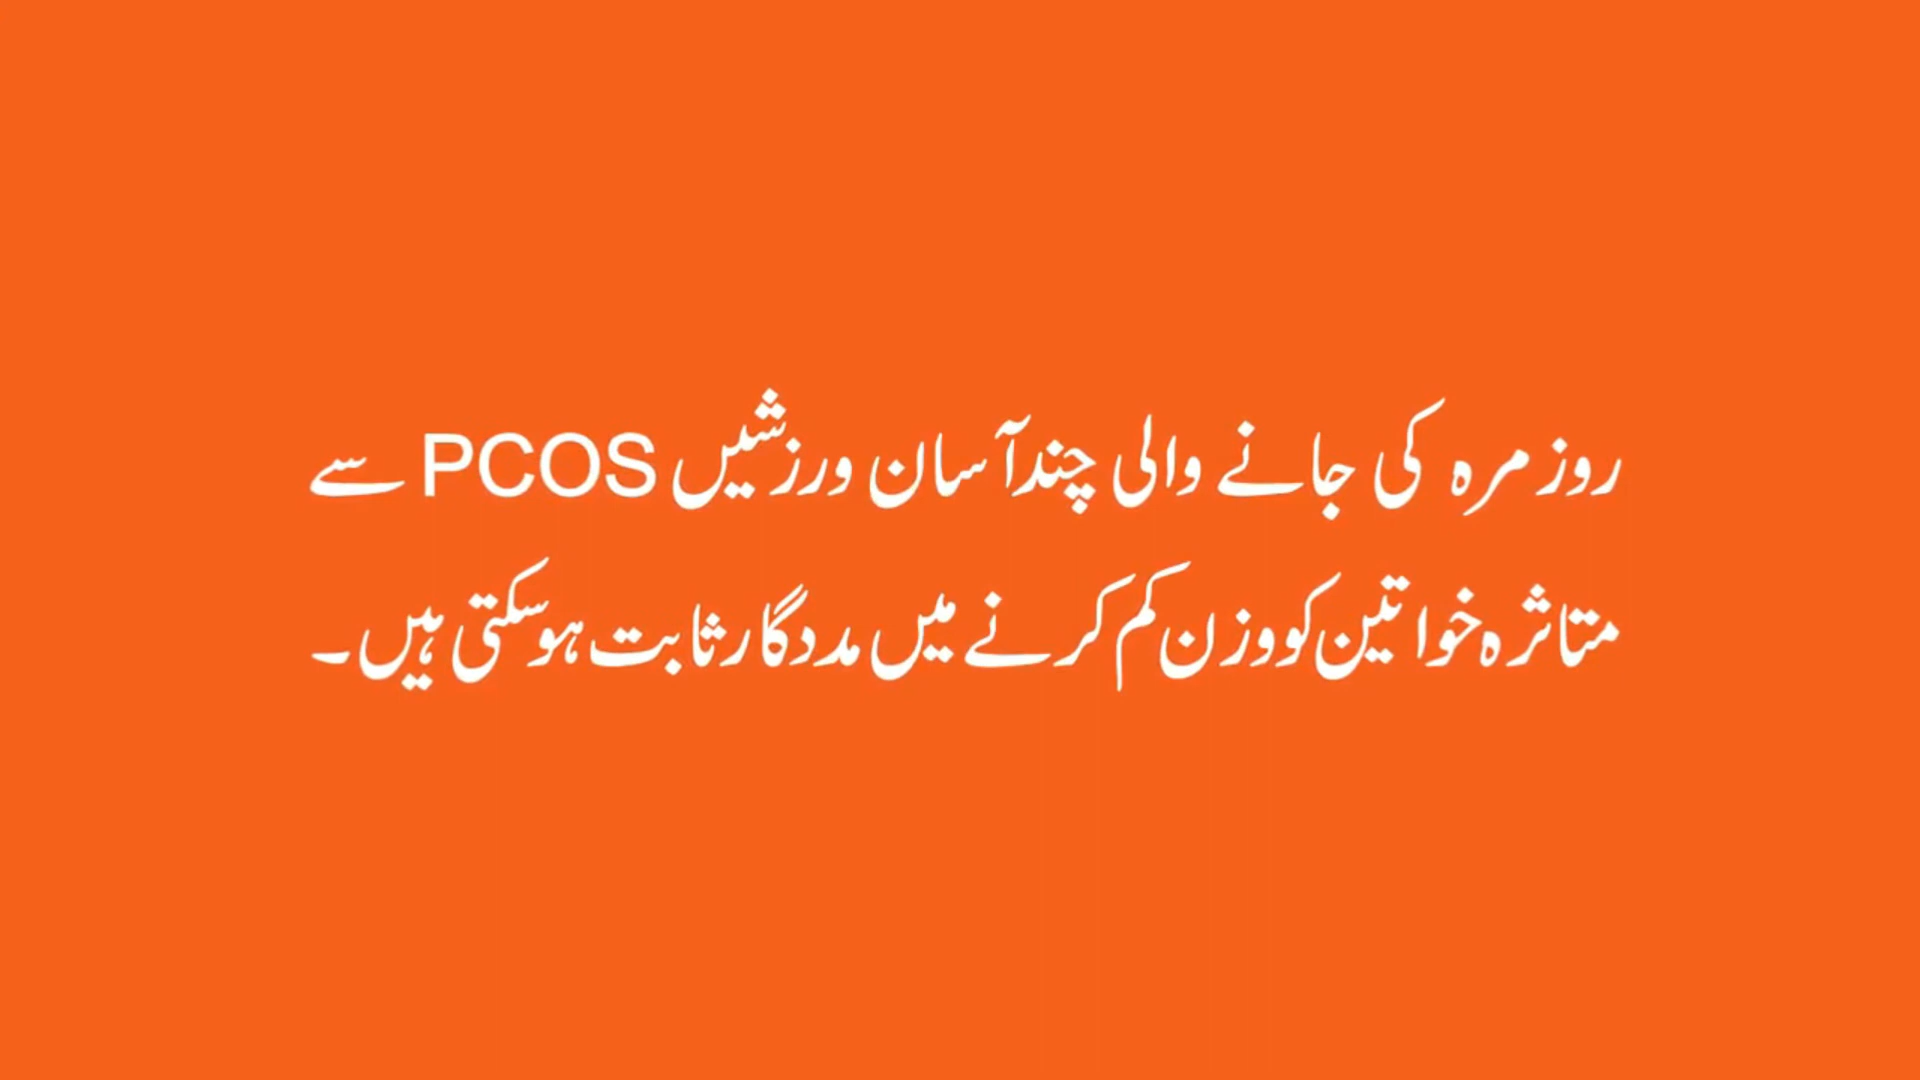 روزمرہ کی جانے والی چند آسان ورزشیں PCOS سے
متاثرہ خواتین کو وزن کم کرنے میں مددگار ثابت ہوسکتی ہیں۔